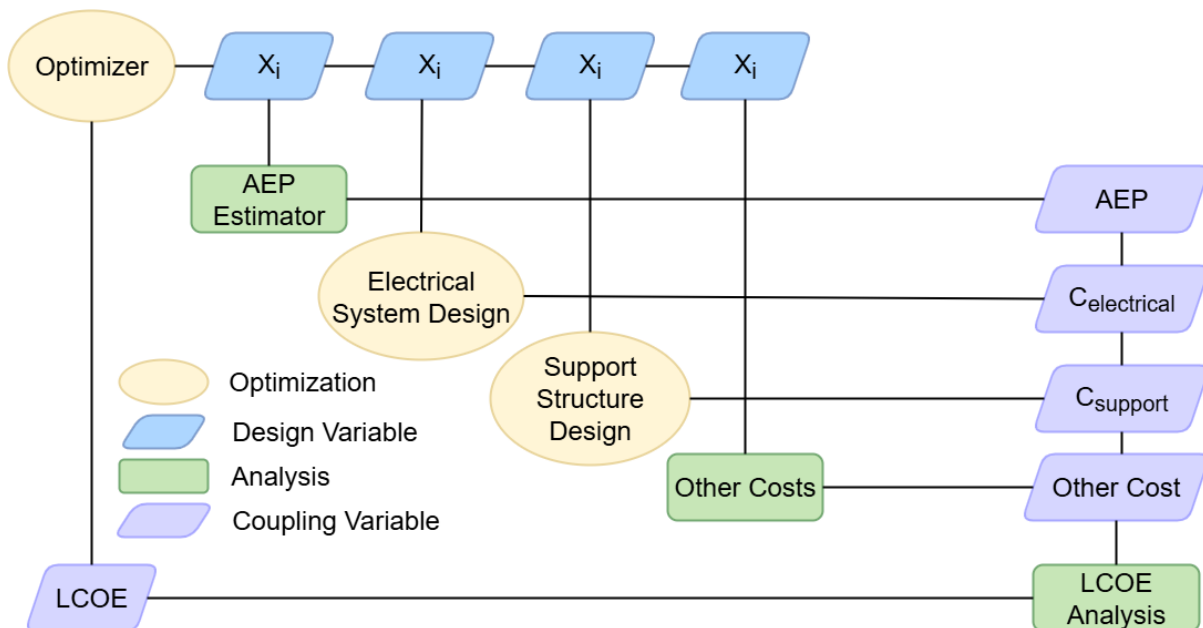 Optimizer
Xi
Xi
Xi
Xi
AEP
Estimator
AEP
Electrical
System Design
Celectrical
Support
Structure
Design
Csupport
Optimization
Design Variable
Analysis
Coupling Variable
Other Costs
Other Cost
LCOE
LCOE
Analysis